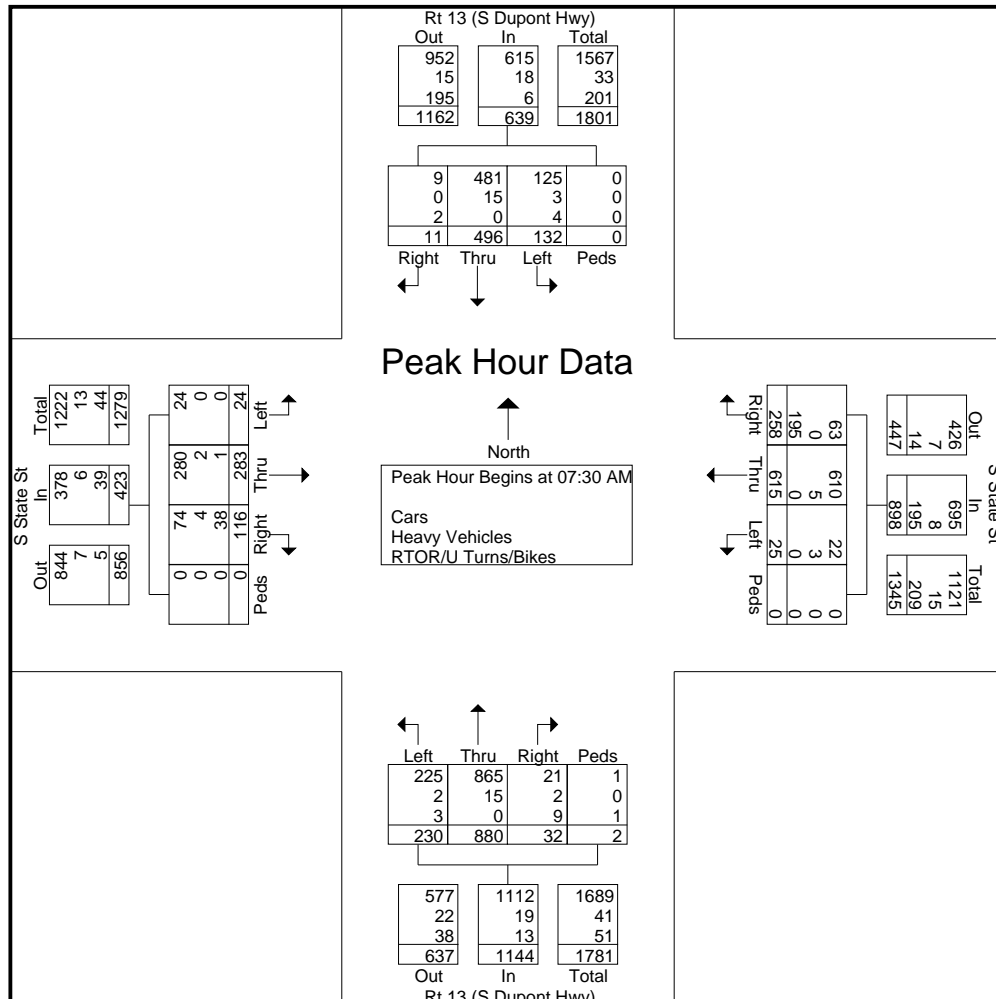 Rt 13 (S Dupont Hwy)
Out In Total
952 615 1567
15 18 33
195 6 201
1162 639 1801
9 481 125 0
0 15 3 0
2 0 4 0
11 496 132 0
Right Thru Left Peds
Peak Hour Data
North
Peak Hour Begins at 07:30 AM
Cars
Heavy Vehicles
RTOR/U Turns/Bikes
S State St
Out In Total
844 378 1222
7 6 13
5 39 44
856 423 1279
Left Thru Right Peds
24 280 74 0
0 2 4 0
0 1 38 0
24 283 116 0
Right Thru Left Peds
63 610 22 0
0 5 3 0
195 0 0 0
258 615 25 0
S State St
Out In Total
426 695 1121
7 8 15
14 195 209
447 898 1345
Left Thru Right Peds
225 865 21 1
2 15 2 0
3 0 9 1
230 880 32 2
577 1112 1689
22 19 41
38 13 51
637 1144 1781
Out In Total
Rt 13 (S Dupont Hwy)